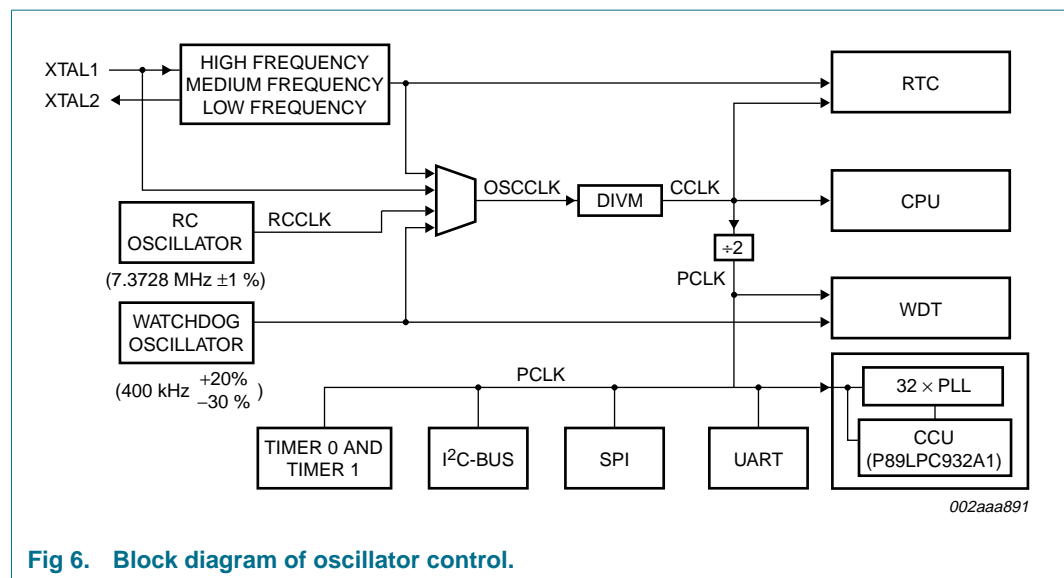 XTAL1
XTAL2
HIGH FREQUENCY
MEDIUM FREQUENCY
LOW FREQUENCY
RTC
RC
OSCILLATOR
RCCLK
(7.3728 MHz ±1 %)
OSCCLK
DIVM
CCLK
CPU
÷2
PCLK
WATCHDOG
OSCILLATOR
(400 kHz +20% –30 % )
WDT
PCLK
TIMER 0 AND
TIMER 1
I²C-BUS
SPI
UART
32 × PLL
CCU
(P89LPC932A1)
002aaa891
Fig 6. Block diagram of oscillator control.